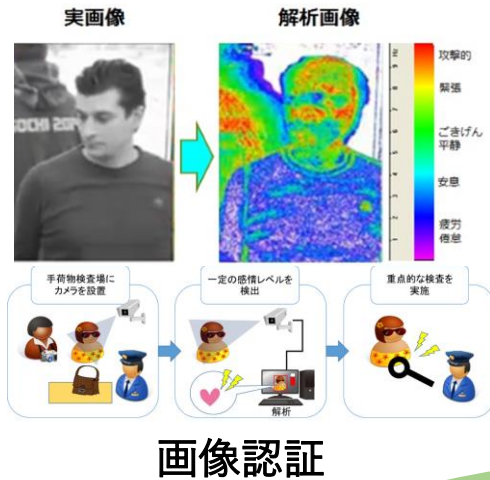 実画像
解析画像
SOCHI 2014
Hz
攻撃的
緊張
ごきげん
平静
安息
疲労
倦怠
手荷物検査場に
カメラを設置
一定の感情レベルを
検出
解析
重点的な検査を
実施
画像認証